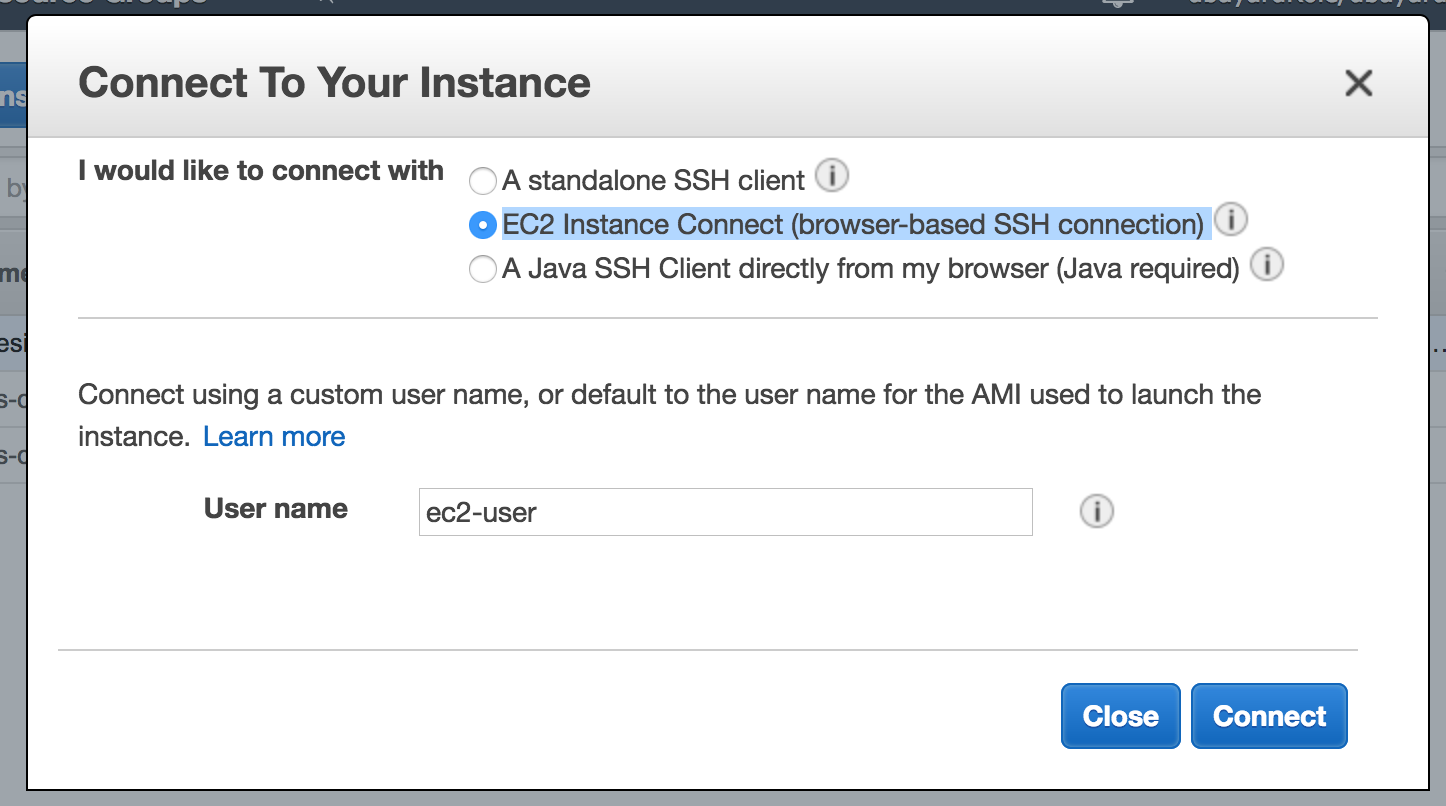 Connect To Your Instance
I would like to connect with
A standalone SSH client
EC2 Instance Connect (browser-based SSH connection)
A Java SSH Client directly from my browser (Java required)
Connect using a custom user name, or default to the user name for the AMI used to launch the
instance. Learn more
User name
ec2-user
Close
Connect